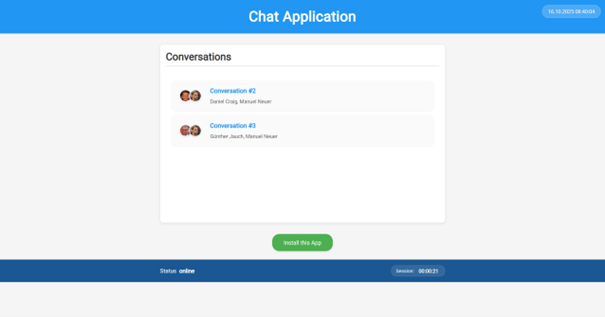 Chat Application
16.10.2025 08:40:04
Conversations
Conversation #2
Daniel Craig, Manuel Neuer
Conversation #3
Günther Jauch, Manuel Neuer
Install this App
Status: online
Session: 00:00:21